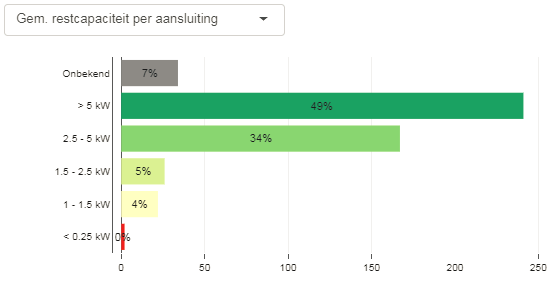 Gem. restcapaciteit per aansluiting
Onbekend 7%
> 5 kW 49%
2.5 - 5 kW 34%
1.5 - 2.5 kW 5%
1 - 1.5 kW 4%
< 0.25 kW 0%
0 50 100 150 200 250